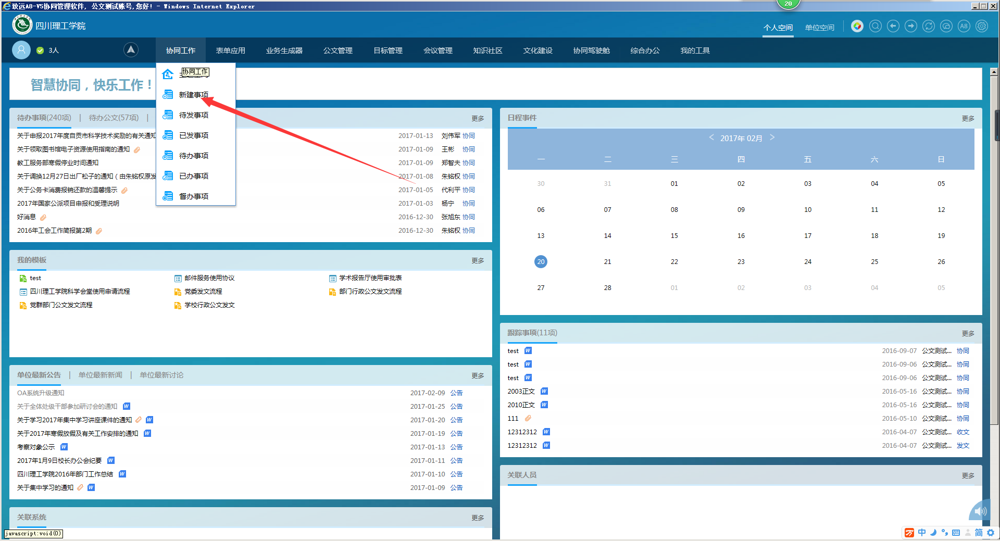 致远A8-V5协同管理软件, 公文测试账号,您好! - Windows Internet Explorer
20
四川理工学院
个人空间 单位空间
A8
3人
协同工作 表单应用 业务生成器 公文管理 目标管理 会议管理 知识社区 文化建设 协同驾驶舱 综合办公 我的工具
协同工作
新建事项
待发事项
已发事项
待办事项
已办事项
督办事项
智慧协同，快乐工作！
待办事项(240项) | 待办公文(57项) | 更多
关于申报2017年度自贡市科学技术奖励的有关通知 2017-01-13 刘伟军 协同
关于领取图书馆电子资源使用指南的通知 2017-01-09 王彬 协同
教工服务部寒假停业时间通知 2017-01-09 郑智夫 协同
关于调换12月27日出厂松子的通知（由朱铭权原发 2017-01-08 朱铭权 协同
关于公务卡消费报销还款的温馨提示 2017-01-05 代利平 协同
2017年国家公派项目申报和受理说明 2017-01-03 杨宁 协同
好消息 2016-12-30 张旭东 协同
2016年工会工作简报第2期 2016-12-30 朱铭权 协同
我的模板 更多
test 邮件服务使用协议 学术报告厅使用审批表
四川理工学院科学会堂使用申请流程 党委发文流程 部门行政公文发文流程
党群部门公文发文流程 学校行政公文发文
单位最新公告 | 单位最新新闻 | 单位最新讨论 更多
OA系统升级通知 2017-02-09 公告
关于全体处级干部参加研讨会的通知 2017-01-25 公告
关于学习2017年集中学习讲座课件的通知 2017-01-20 公告
关于2017年寒假放假及有关工作安排的通知 2017-01-19 公告
考察对象公示 2017-01-13 公告
2017年1月9日校长办公会纪要 2017-01-11 公告
四川理工学院2016年部门工作总结 2017-01-10 公告
关于集中学习的通知 2017-01-09 公告
关联系统 更多
日程事件 更多
< 2017年 02月 >
一 二 三 四 五 六 日
30 31 01 02 03 04 05
06 07 08 09 10 11 12
13 14 15 16 17 18 19
20 21 22 23 24 25 26
27 28 01 02 03 04 05
跟踪事项(11项) 更多
test 2016-09-07 公文测试... 协同
test 2016-09-06 公文测试... 协同
test 2016-09-06 公文测试... 协同
2003正文 2016-05-16 公文测试... 协同
2010正文 2016-05-16 公文测试... 协同
111 2016-05-10 公文测试... 协同
12312312 2016-04-07 公文测试... 收文
12312312 2016-04-07 公文测试... 发文
关联人员 更多
javascript:void(0)
中 简